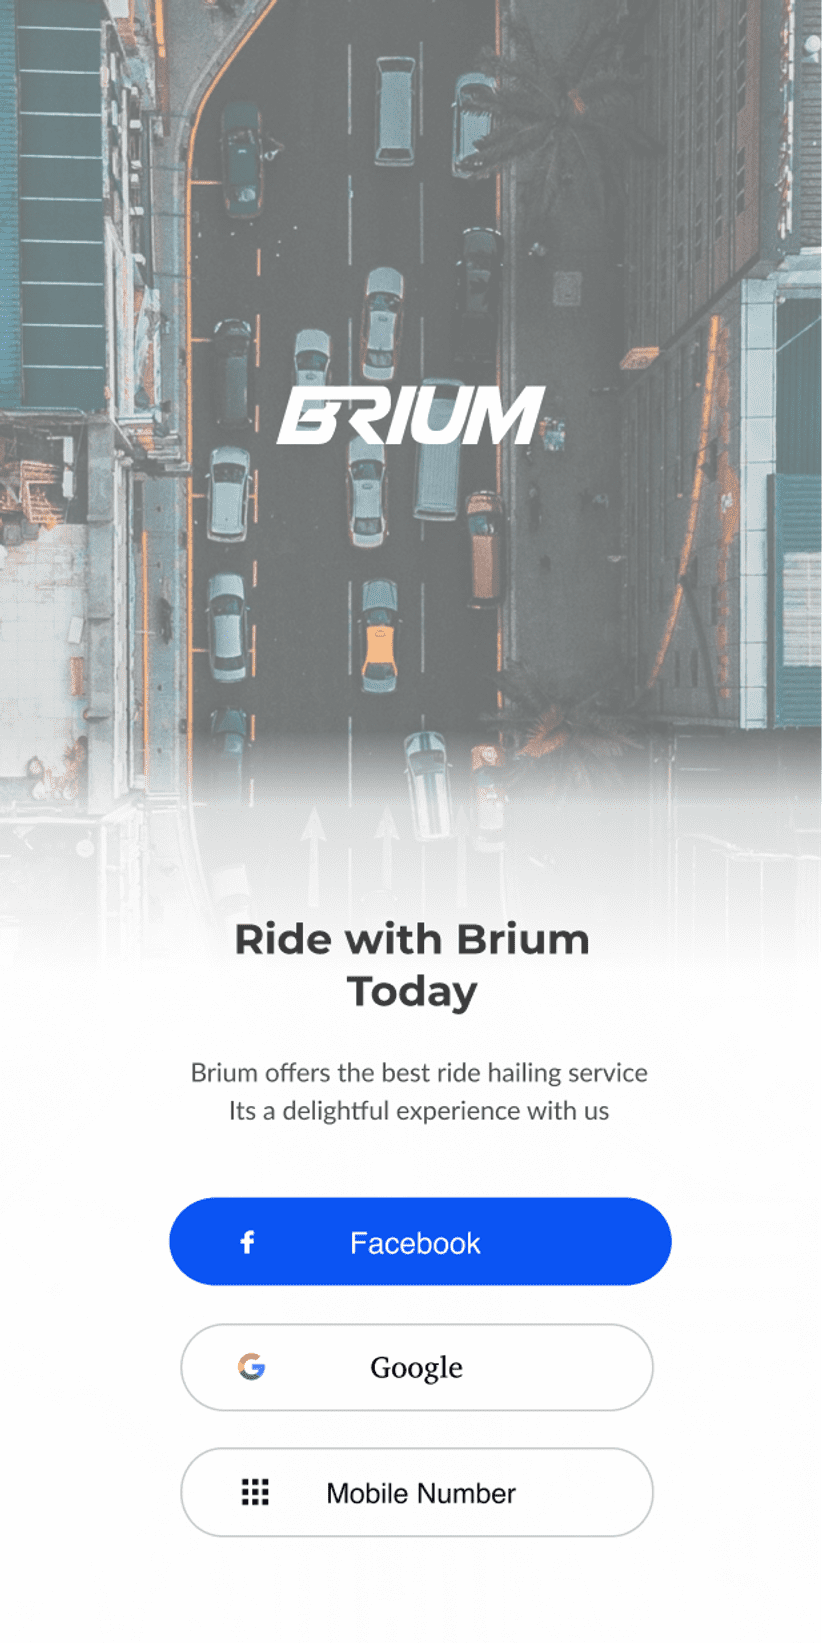 BRIUM
Ride with Brium
Today
Brium offers the best ride hailing service
Its a delightful experience with us
Facebook
Google
Mobile Number